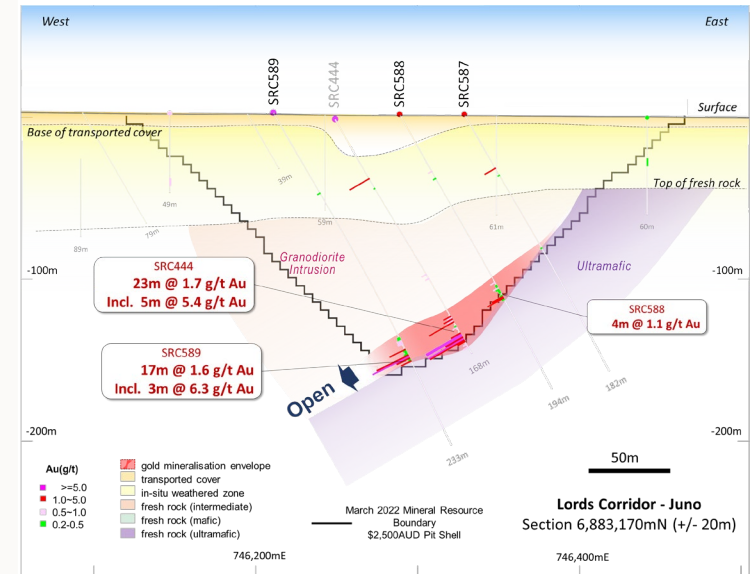 West
East
SRC589
SRC444
SRC588
SRC587
Surface
Base of transported cover
Top of fresh rock
39m
49m
59m
61m
60m
79m
89m
Granodiorite
Intrusion
Ultramafic
-100m
-100m
SRC444
23m @ 1.7 g/t Au
Incl. 5m @ 5.4 g/t Au
SRC588
4m @ 1.1 g/t Au
SRC589
17m @ 1.6 g/t Au
Incl. 3m @ 6.3 g/t Au
Open
168m
182m
194m
233m
-200m
-200m
50m
Au(g/t)
>=5.0
1.0~5.0
0.5~1.0
0.2-0.5
gold mineralisation envelope
transported cover
in-situ weathered zone
fresh rock (intermediate)
fresh rock (mafic)
fresh rock (ultramafic)
March 2022 Mineral Resource
Boundary
$2,500AUD Pit Shell
Lords Corridor - Juno
Section 6,883,170mN (+/- 20m)
746,200mE
746,400mE